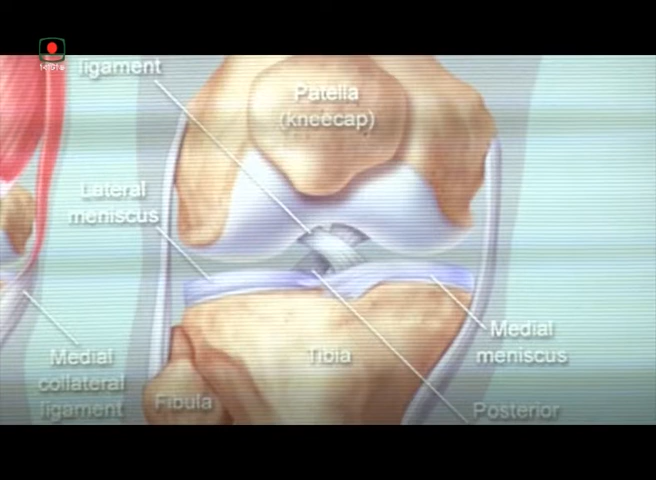 বিটিভি
ligament
Patella
(kneecap)
Lateral
meniscus
Medial
meniscus
Tibia
Medial
collateral
ligament
Fibula
Posterior